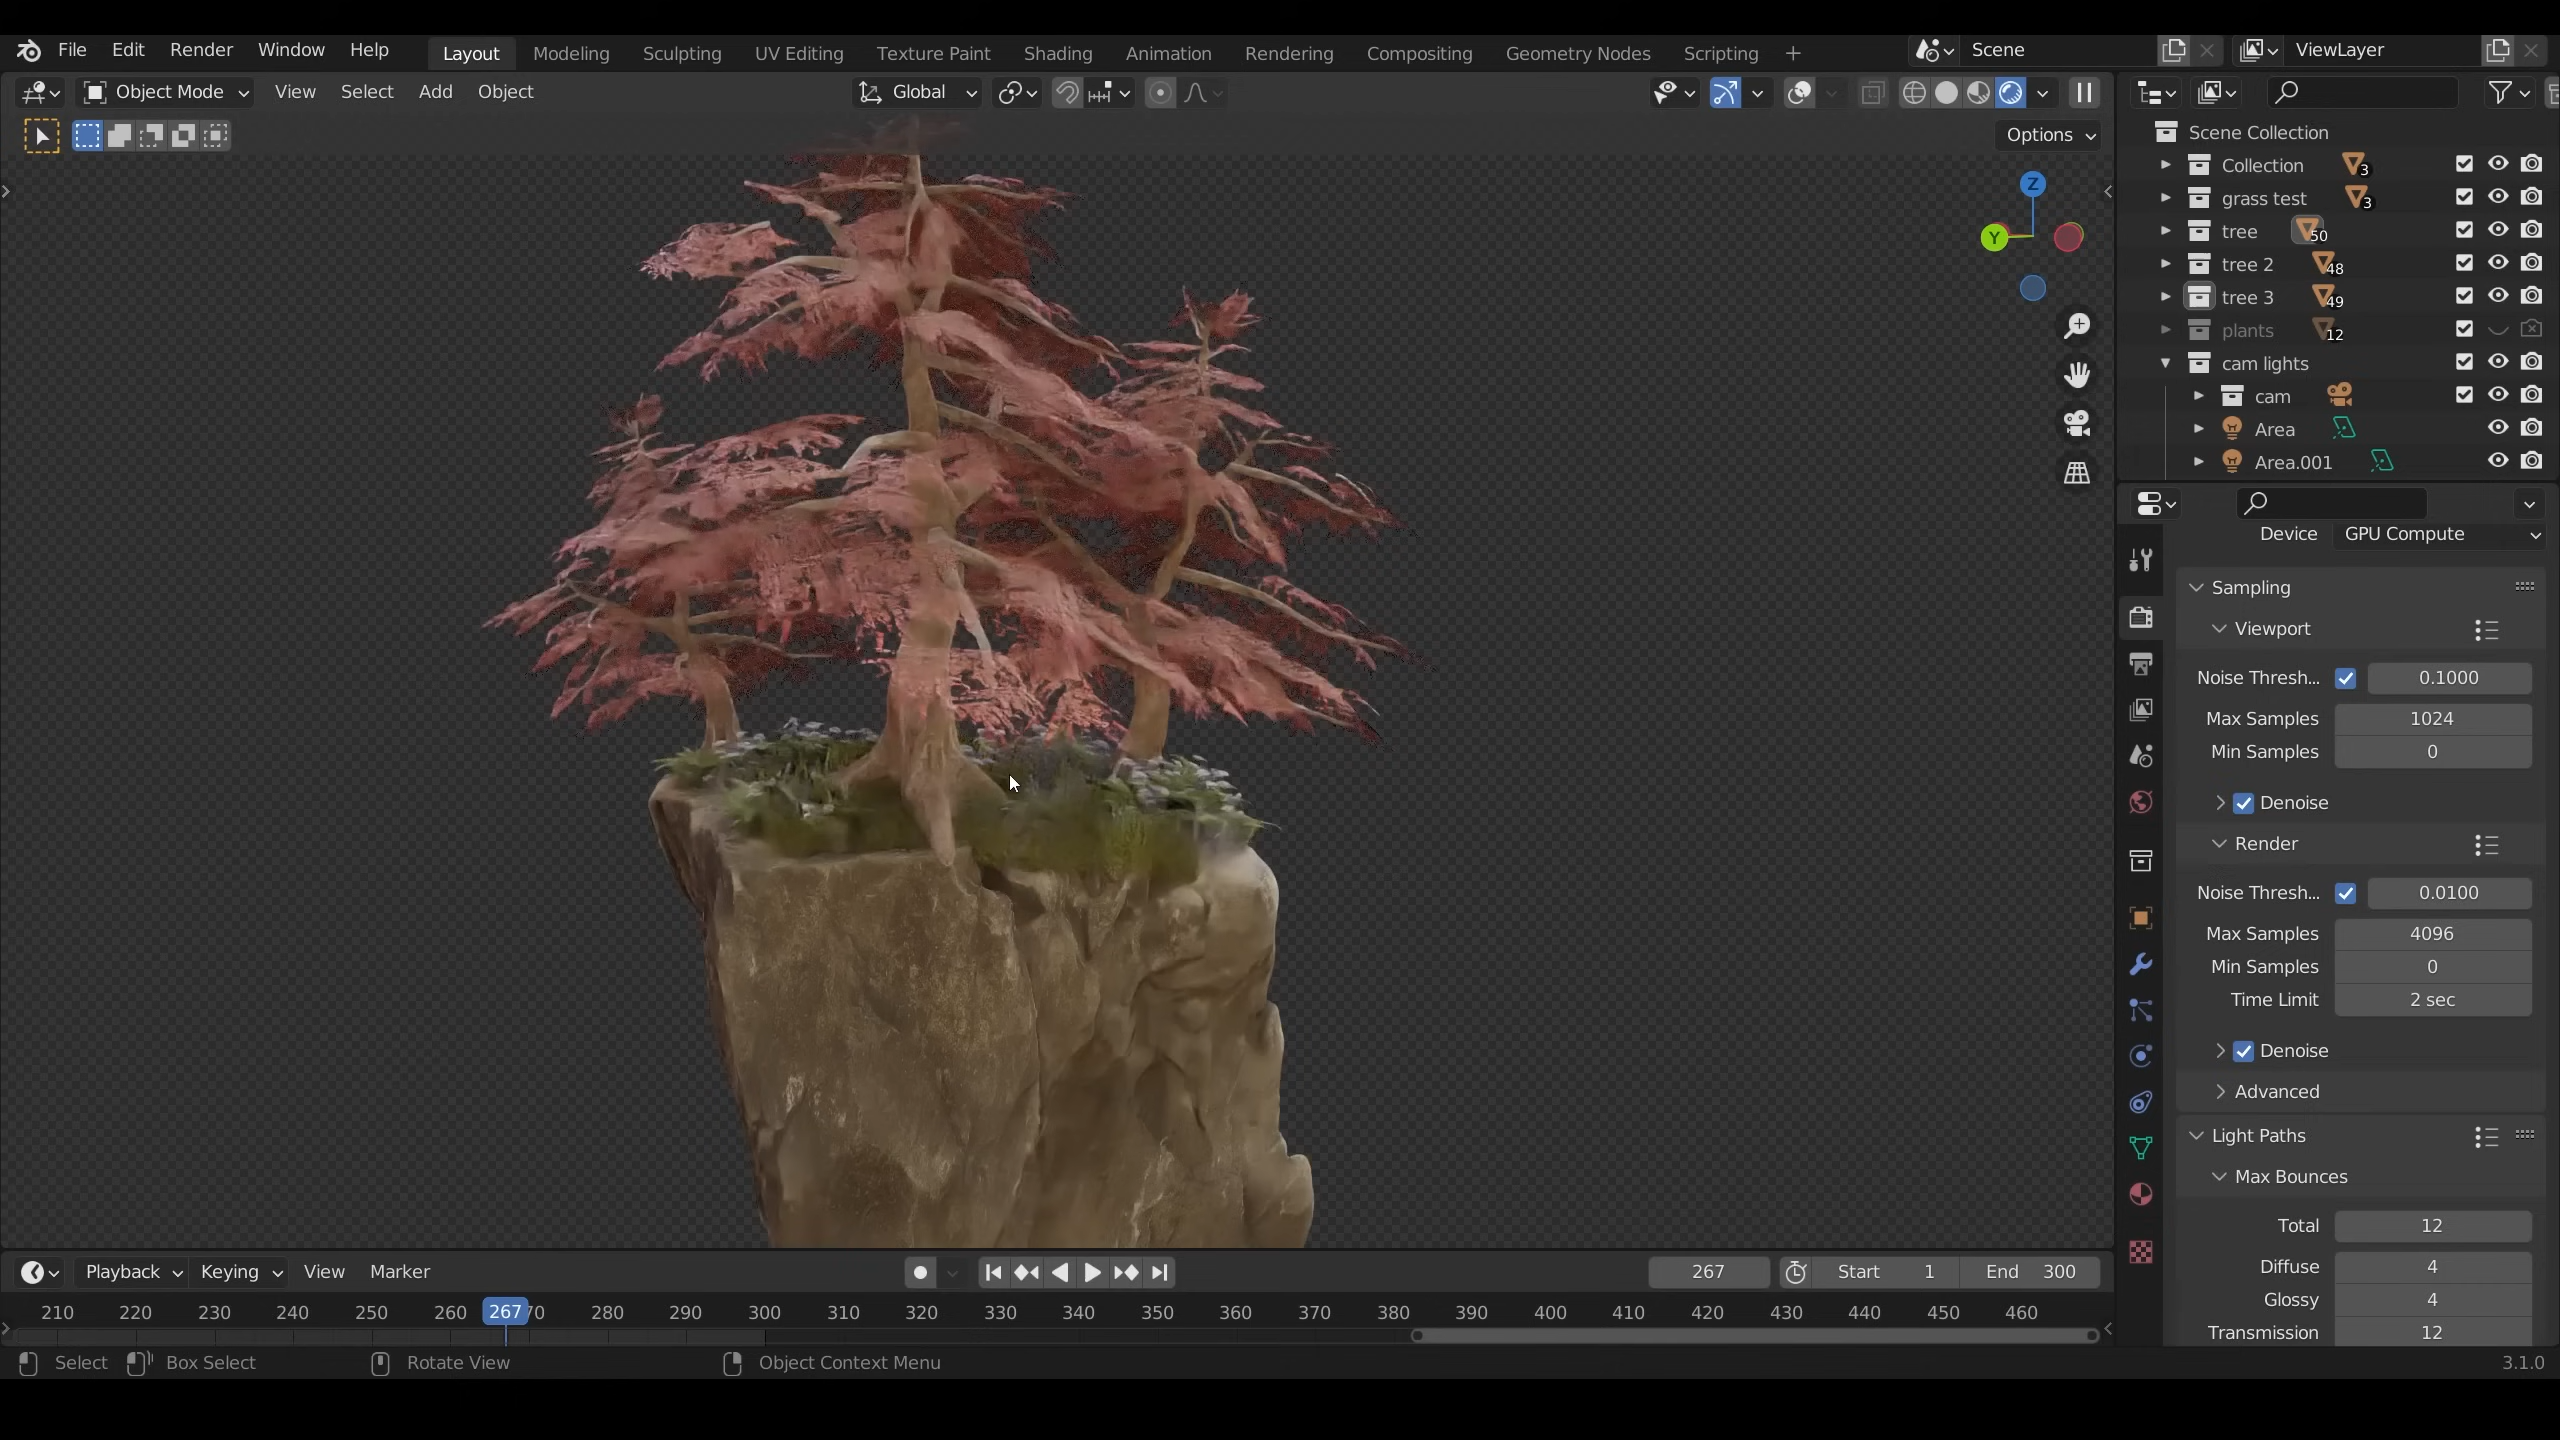 File Edit Render Window Help Layout Modeling Sculpting UV Editing Texture Paint Shading Animation Rendering Compositing Geometry Nodes Scripting + Scene ViewLayer
Object Mode View Select Add Object Global
Options
Z
Y
Scene Collection
Collection 3
grass test 3
tree 50
tree 2 48
tree 3 49
plants 12
cam lights
cam
Area
Area.001
Device GPU Compute
Sampling
Viewport
Noise Thresh... 0.1000
Max Samples 1024
Min Samples 0
Denoise
Render
Noise Thresh... 0.0100
Max Samples 4096
Min Samples 0
Time Limit 2 sec
Denoise
Advanced
Light Paths
Max Bounces
Total 12
Diffuse 4
Glossy 4
Transmission 12
Playback Keying View Marker 267 Start 1 End 300
210 220 230 240 250 260 267 70 280 290 300 310 320 330 340 350 360 370 380 390 400 410 420 430 440 450 460
Select Box Select Rotate View Object Context Menu 3.1.0